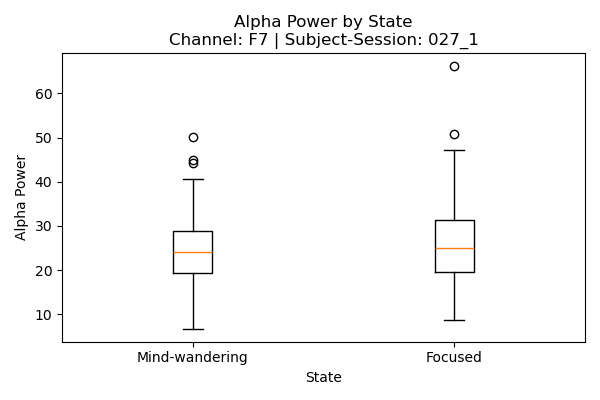 Alpha Power by State
Channel: F7 | Subject-Session: 027_1
Alpha Power
60
50
40
30
20
10
Mind-wandering
Focused
State